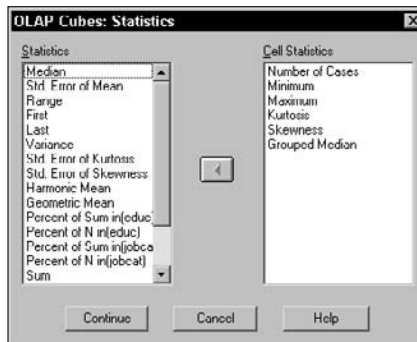 OLAP Cubes: Statistics
Statistics
Median
Std. Error of Mean
Range
First
Last
Variance
Std. Error of Kurtosis
Std. Error of Skewness
Harmonic Mean
Geometric Mean
Percent of Sum in(educ)
Percent of N in(educ)
Percent of Sum in(jobca
Percent of N in(jobcat)
Sum
Cell Statistics
Number of Cases
Minimum
Maximum
Kurtosis
Skewness
Grouped Median
Continue
Cancel
Help